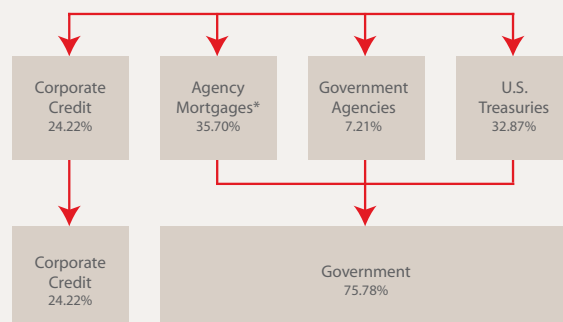 Corporate
Credit
24.22%
Agency
Mortgages*
35.70%
Government
Agencies
7.21%
U.S.
Treasuries
32.87%
Corporate
Credit
24.22%
Government
75.78%